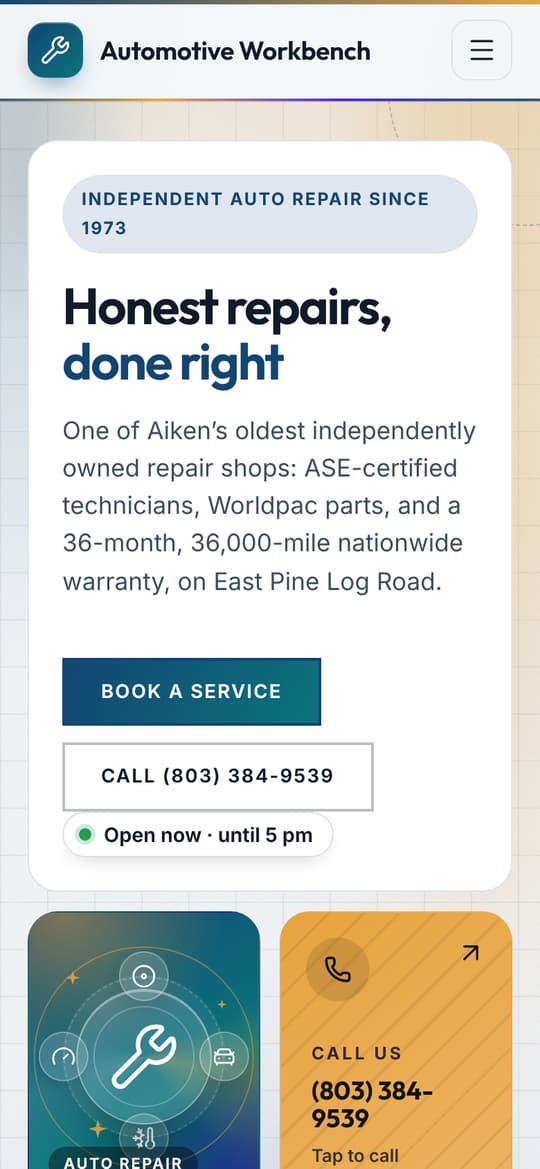 Automotive Workbench
INDEPENDENT AUTO REPAIR SINCE
1973
Honest repairs,
done right
One of Aiken’s oldest independently
owned repair shops: ASE-certified
technicians, Worldpac parts, and a
36-month, 36,000-mile nationwide
warranty, on East Pine Log Road.
BOOK A SERVICE
CALL (803) 384-9539
Open now · until 5 pm
AUTO REPAIR
CALL US
(803) 384-
9539
Tap to call